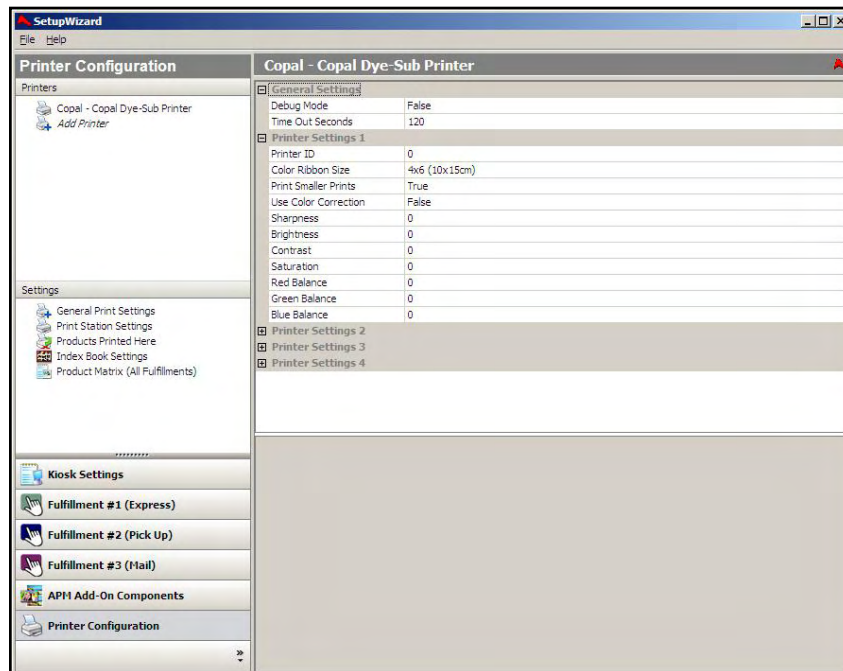 SetupWizard
File Help
Printer Configuration
Printers
Copal - Copal Dye-Sub Printer
Add Printer
Settings
General Print Settings
Print Station Settings
Products Printed Here
Index Book Settings
Product Matrix (All Fulfillments)
Kiosk Settings
Fulfillment #1 (Express)
Fulfillment #2 (Pick Up)
Fulfillment #3 (Mail)
APM Add-On Components
Printer Configuration
Copal - Copal Dye-Sub Printer
General Settings
Debug Mode False
Time Out Seconds 120
Printer Settings 1
Printer ID 0
Color Ribbon Size 4x6 (10x15cm)
Print Smaller Prints True
Use Color Correction False
Sharpness 0
Brightness 0
Contrast 0
Saturation 0
Red Balance 0
Green Balance 0
Blue Balance 0
Printer Settings 2
Printer Settings 3
Printer Settings 4